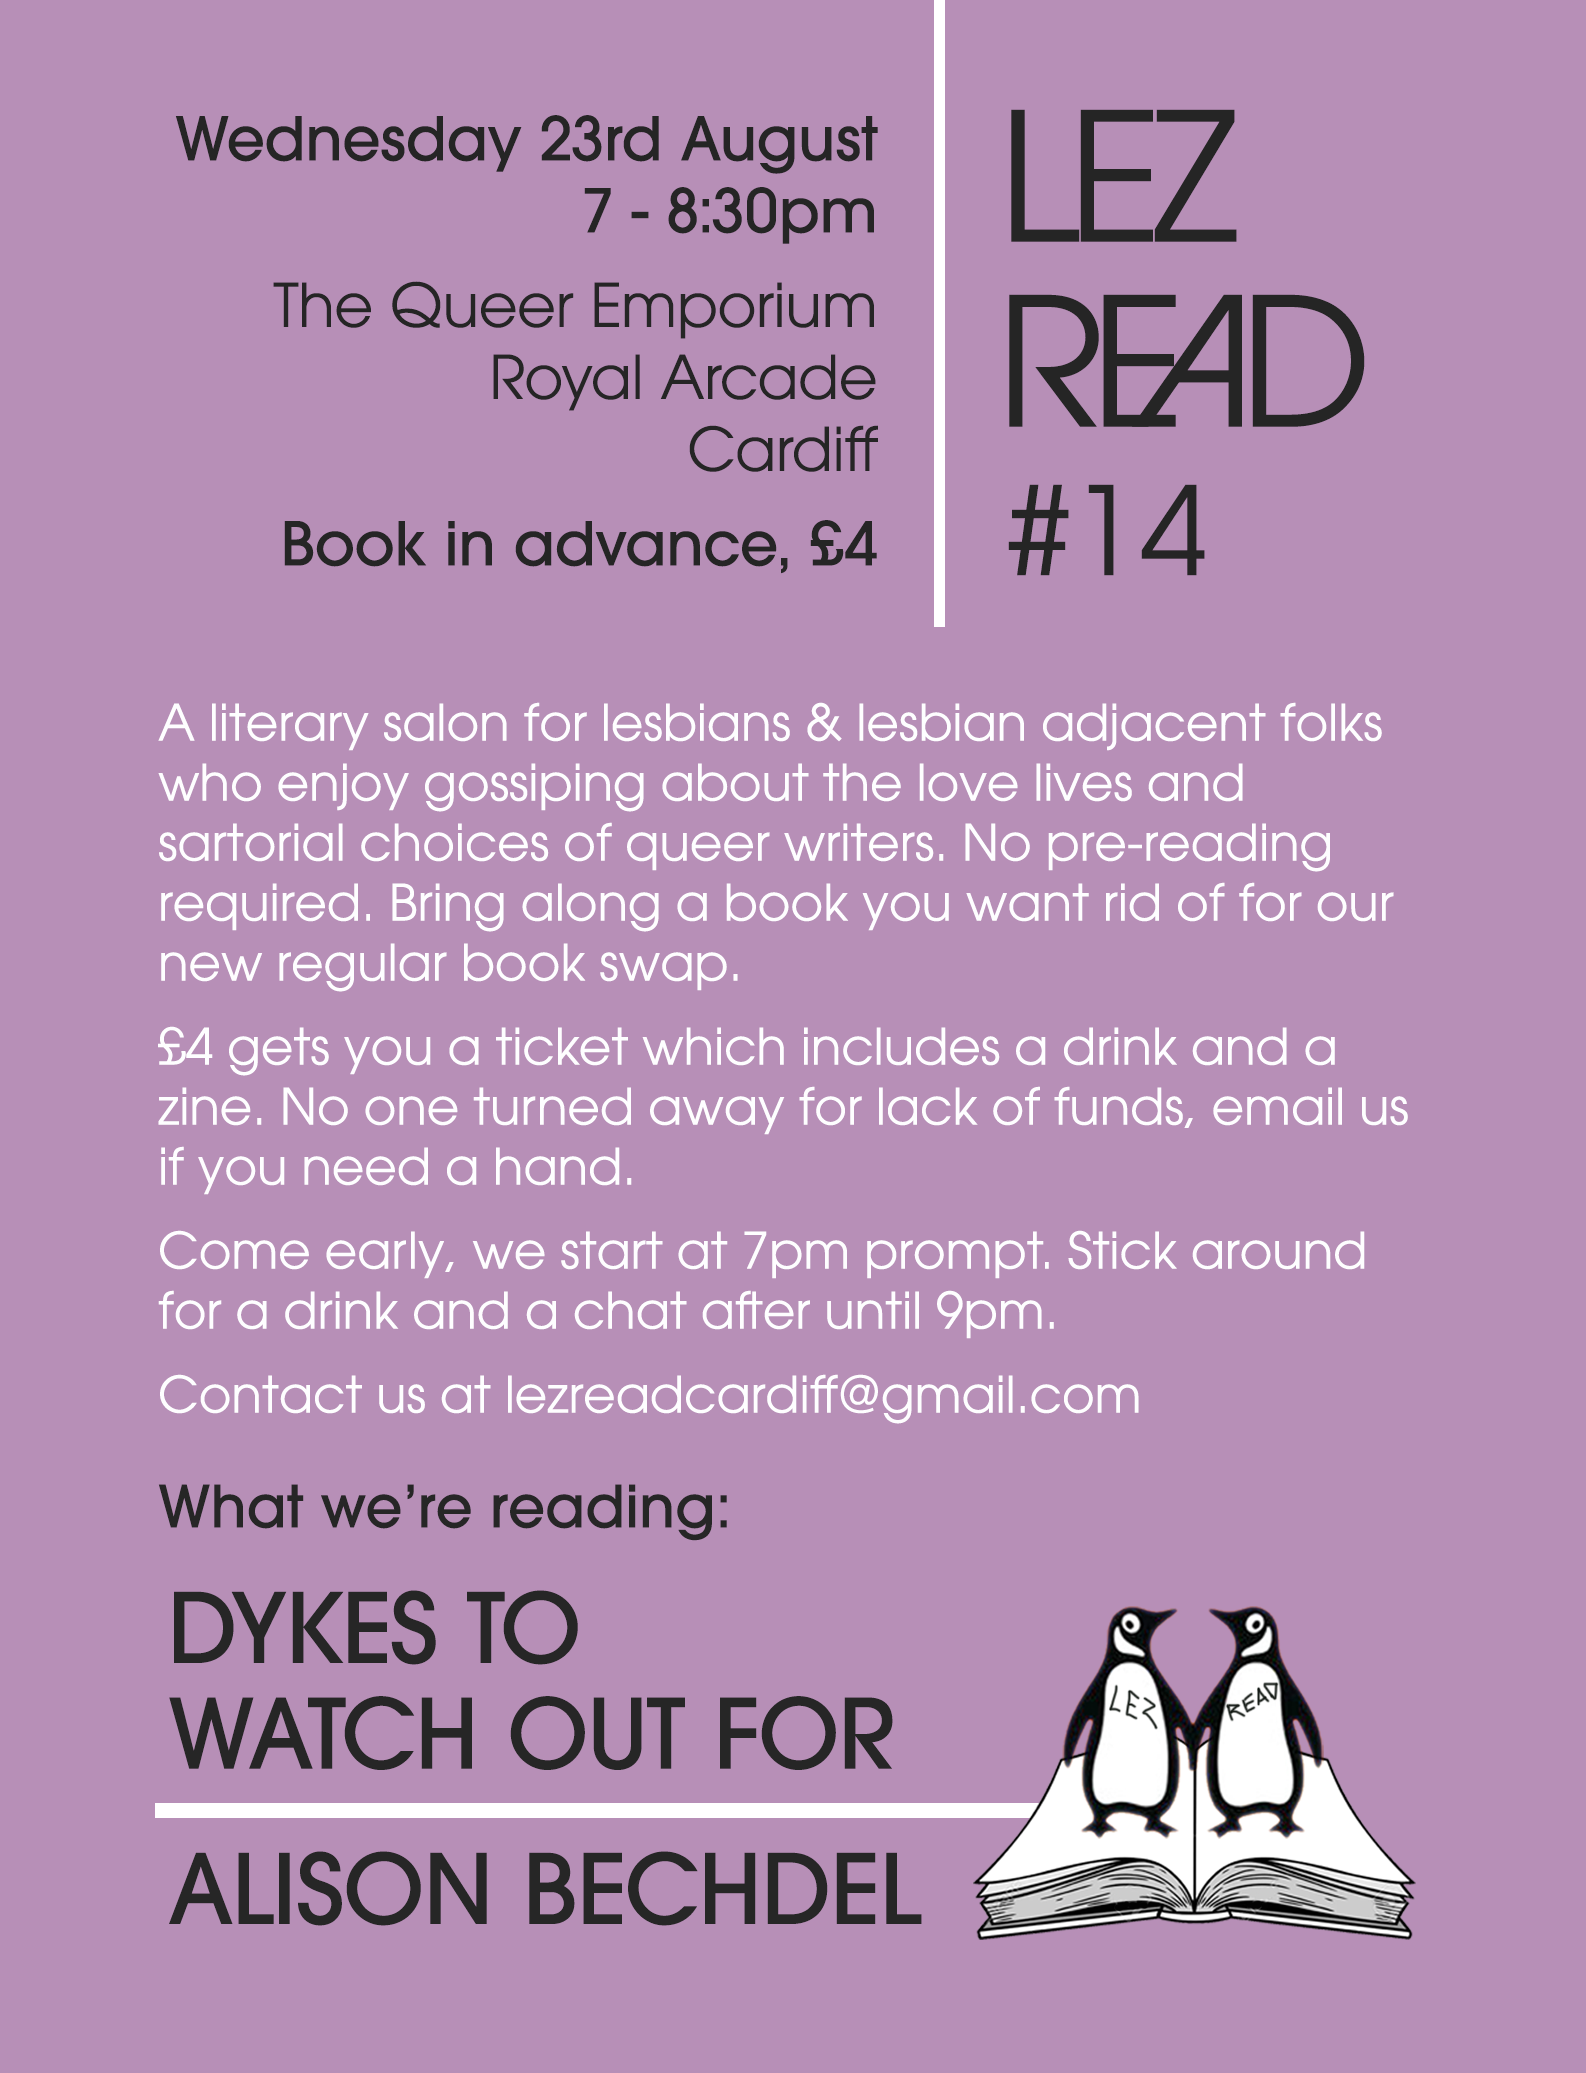 Wednesday 23rd August
7 - 8:30pm
The Queer Emporium
Royal Arcade
Cardiff
Book in advance, £4
LEZ
READ
#14
A literary salon for lesbians & lesbian adjacent folks
who enjoy gossiping about the love lives and
sartorial choices of queer writers. No pre-reading
required. Bring along a book you want rid of for our
new regular book swap.
£4 gets you a ticket which includes a drink and a
zine. No one turned away for lack of funds, email us
if you need a hand.
Come early, we start at 7pm prompt. Stick around
for a drink and a chat after until 9pm.
Contact us at lezreadcardiff@gmail.com
What we’re reading:
DYKES TO
WATCH OUT FOR
ALISON BECHDEL
LEZ
READ